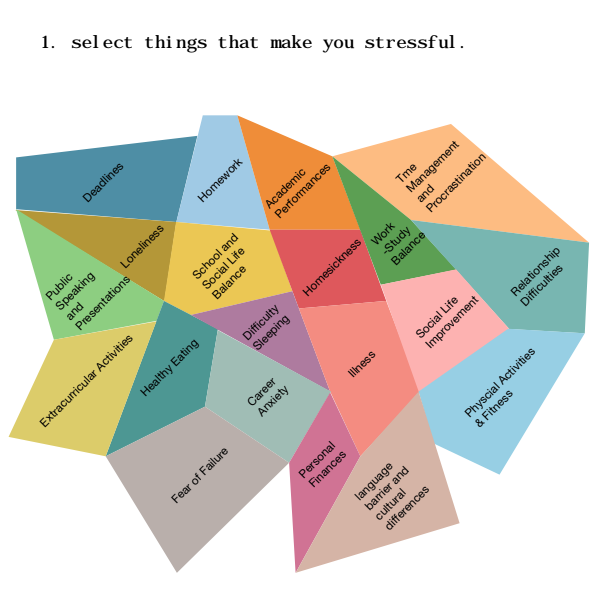 1. select things that make you stressful.
Deadlines
Homework
Academic
Performances
Tme
Management
and
Procrastination
Loneliness
School and
Social Life
Balance
Homesickness
Work
-Study
Balance
Relationship
Difficulties
Public
Speaking
and
Presentations
Difficulty
Sleeping
Social Life
Improvement
Extracurricular Activities
Healthy Eating
Career
Anxiety
Illness
Physcial Activities
& Fitness
Fear of Failure
Personal
Finances
language
barrier and
cultural
differences